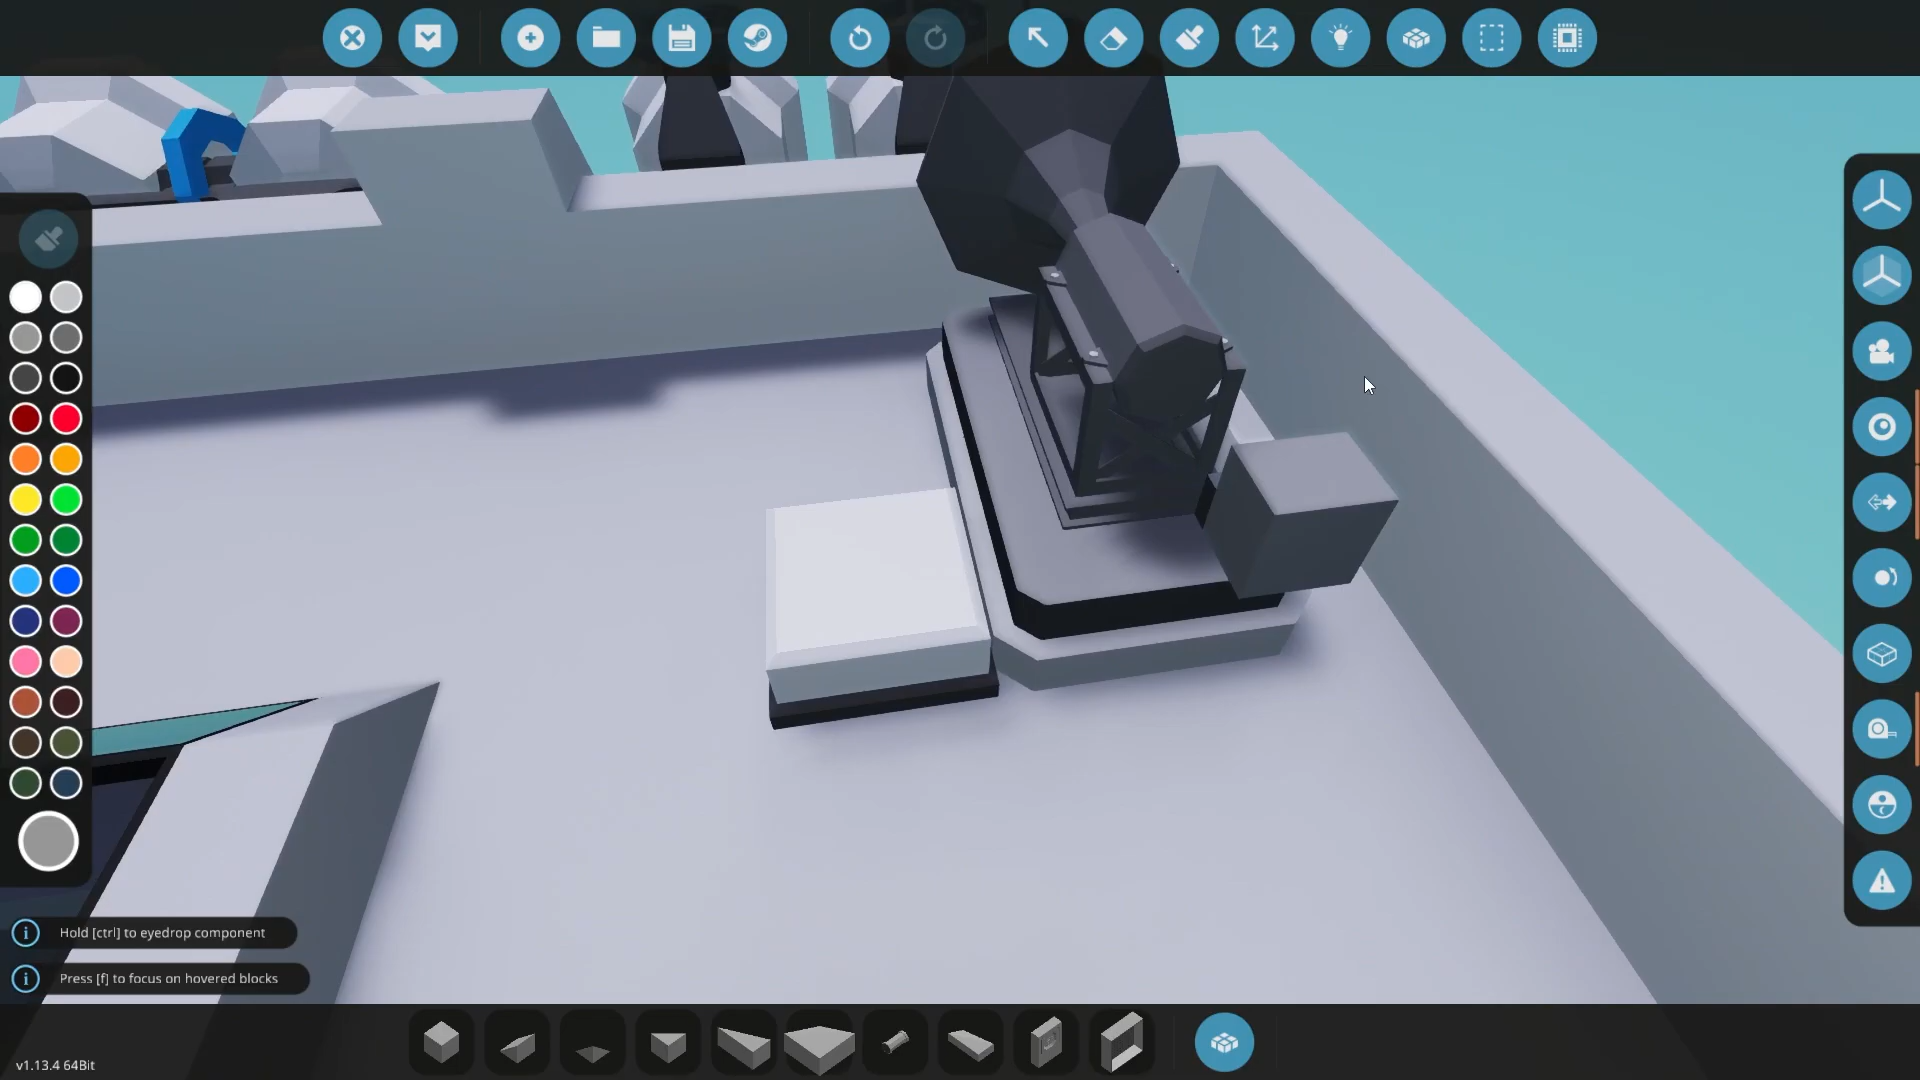 Hold [ctrl] to eyedrop component
Press [f] to focus on hovered blocks
v1.13.4 64Bit